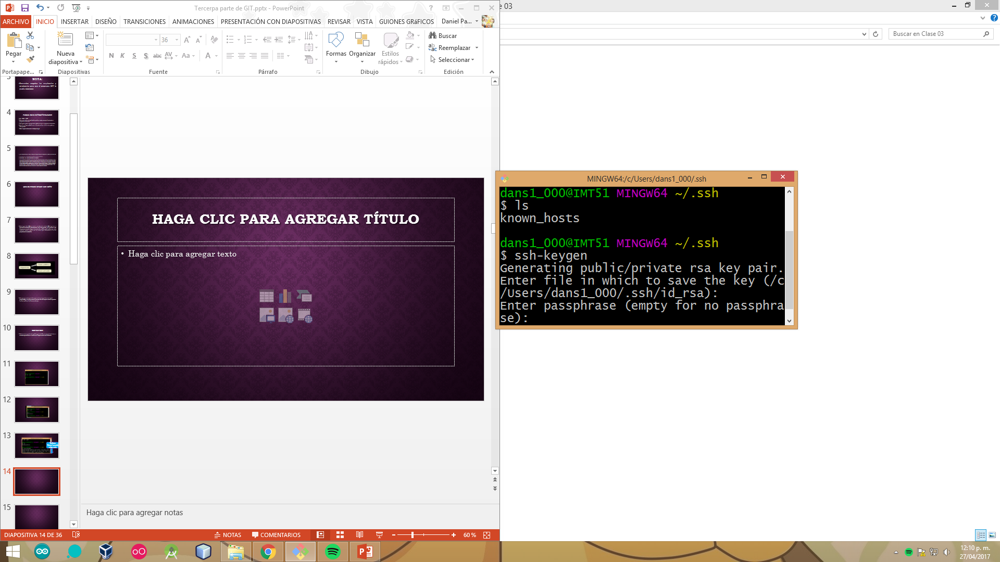 Tercerpa parte de GIT.pptx - PowerPoint
?
e 03
ARCHIVO INICIO INSERTAR DISEÑO TRANSICIONES ANIMACIONES PRESENTACIÓN CON DIAPOSITIVAS REVISAR VISTA GUIONES GRáFICOS Daniel Pa...
Pegar
Nueva diapositiva
36
N K S S abc AV Aa A
Formas Organizar Estilos rápidos
Buscar
Reemplazar
Seleccionar
Portapape... Diapositivas Fuente Párrafo Dibujo Edición
Buscar en Clase 03
3
NOTA:
4
5
6
7
8
9
10
11
12
13
14
15
HAGA CLIC PARA AGREGAR TÍTULO
• Haga clic para agregar texto
Haga clic para agregar notas
DIAPOSITIVA 14 DE 36 NOTAS COMENTARIOS 60 %
MINGW64:/c/Users/dans1_000/.ssh
dans1_000@IMT51 MINGW64 ~/.ssh
$ ls
known_hosts
dans1_000@IMT51 MINGW64 ~/.ssh
$ ssh-keygen
Generating public/private rsa key pair.
Enter file in which to save the key (/c
/Users/dans1_000/.ssh/id_rsa):
Enter passphrase (empty for no passphra
se):
12:10 p. m.
27/04/2017